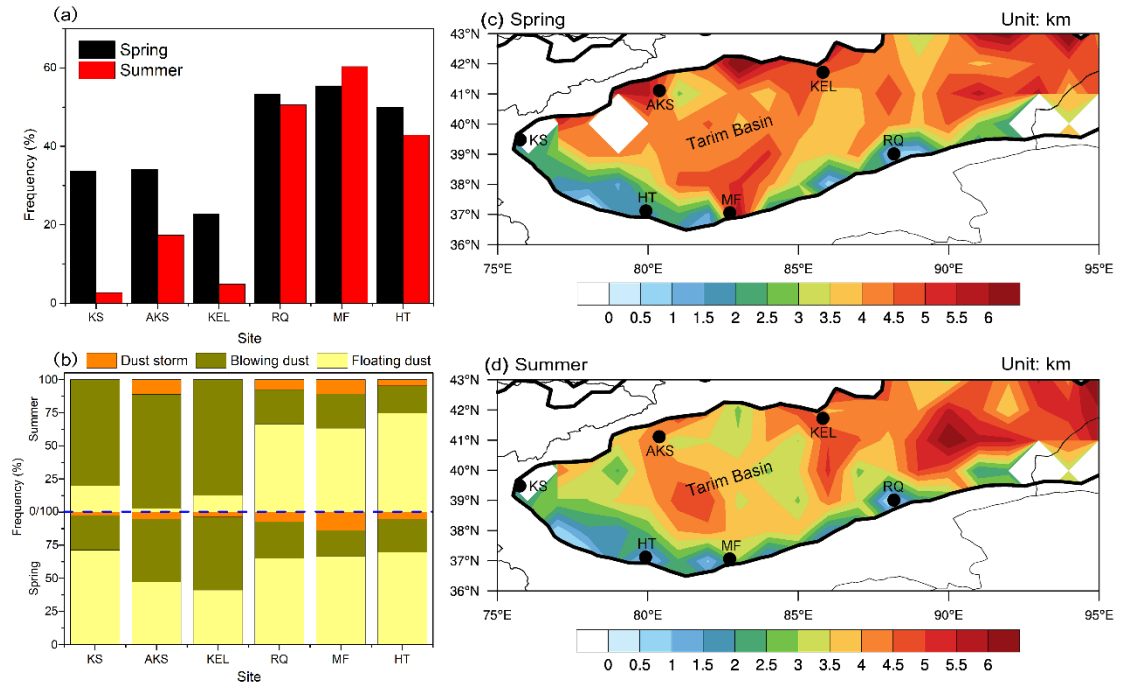 (a)
Spring
Summer
Frequency (%)
60
40
20
0
KS AKS KEL RQ MF HT
Site
(b)
Dust storm Blowing dust Floating dust
Summer
Spring
Frequency (%)
100
75
50
25
0/100
75
50
25
0
KS AKS KEL RQ MF HT
Site
(c) Spring Unit: km
43°N
42°N
41°N
40°N
39°N
38°N
37°N
36°N
KEL
AKS
Tarim Basin
KS
RQ
HT
MF
75°E 80°E 85°E 90°E 95°E
0 0.5 1 1.5 2 2.5 3 3.5 4 4.5 5 5.5 6
(d) Summer Unit: km
43°N
42°N
41°N
40°N
39°N
38°N
37°N
36°N
KEL
AKS
Tarim Basin
KS
RQ
HT
MF
75°E 80°E 85°E 90°E 95°E
0 0.5 1 1.5 2 2.5 3 3.5 4 4.5 5 5.5 6